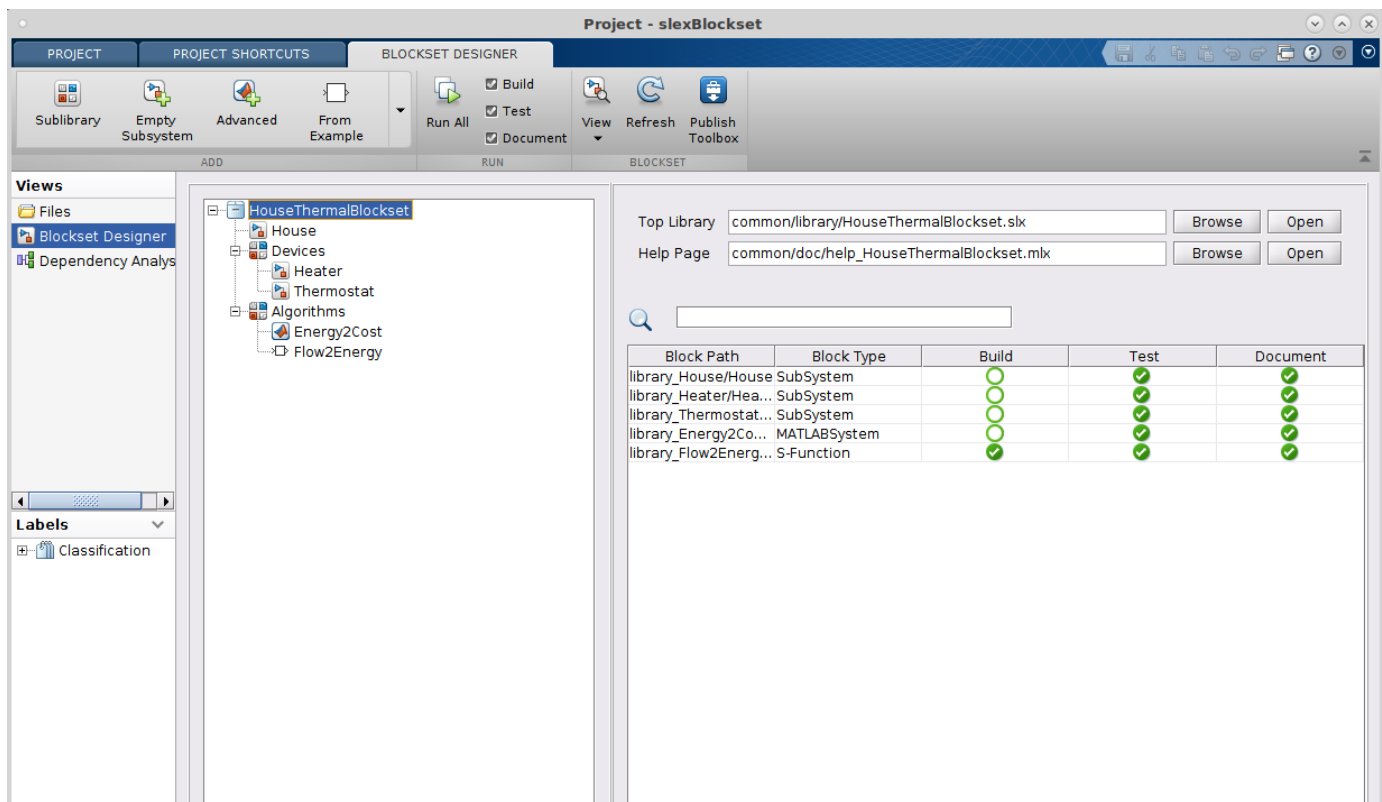 Project - slexBlockset
PROJECT PROJECT SHORTCUTS BLOCKSET DESIGNER
Sublibrary
Empty
Subsystem
Advanced
From
Example
Run All
Build
Test
Document
View
Refresh
Publish
Toolbox
ADD RUN BLOCKSET
Views
Files
Blockset Designer
Dependency Analys
Labels
Classification
HouseThermalBlockset
House
Devices
Heater
Thermostat
Algorithms
Energy2Cost
Flow2Energy
Top Library common/library/HouseThermalBlockset.slx Browse Open
Help Page common/doc/help_HouseThermalBlockset.mlx Browse Open
Block Path Block Type Build Test Document
library_House/House SubSystem
library_Heater/Hea... SubSystem
library_Thermostat... SubSystem
library_Energy2Co... MATLABSystem
library_Flow2Energ... S-Function